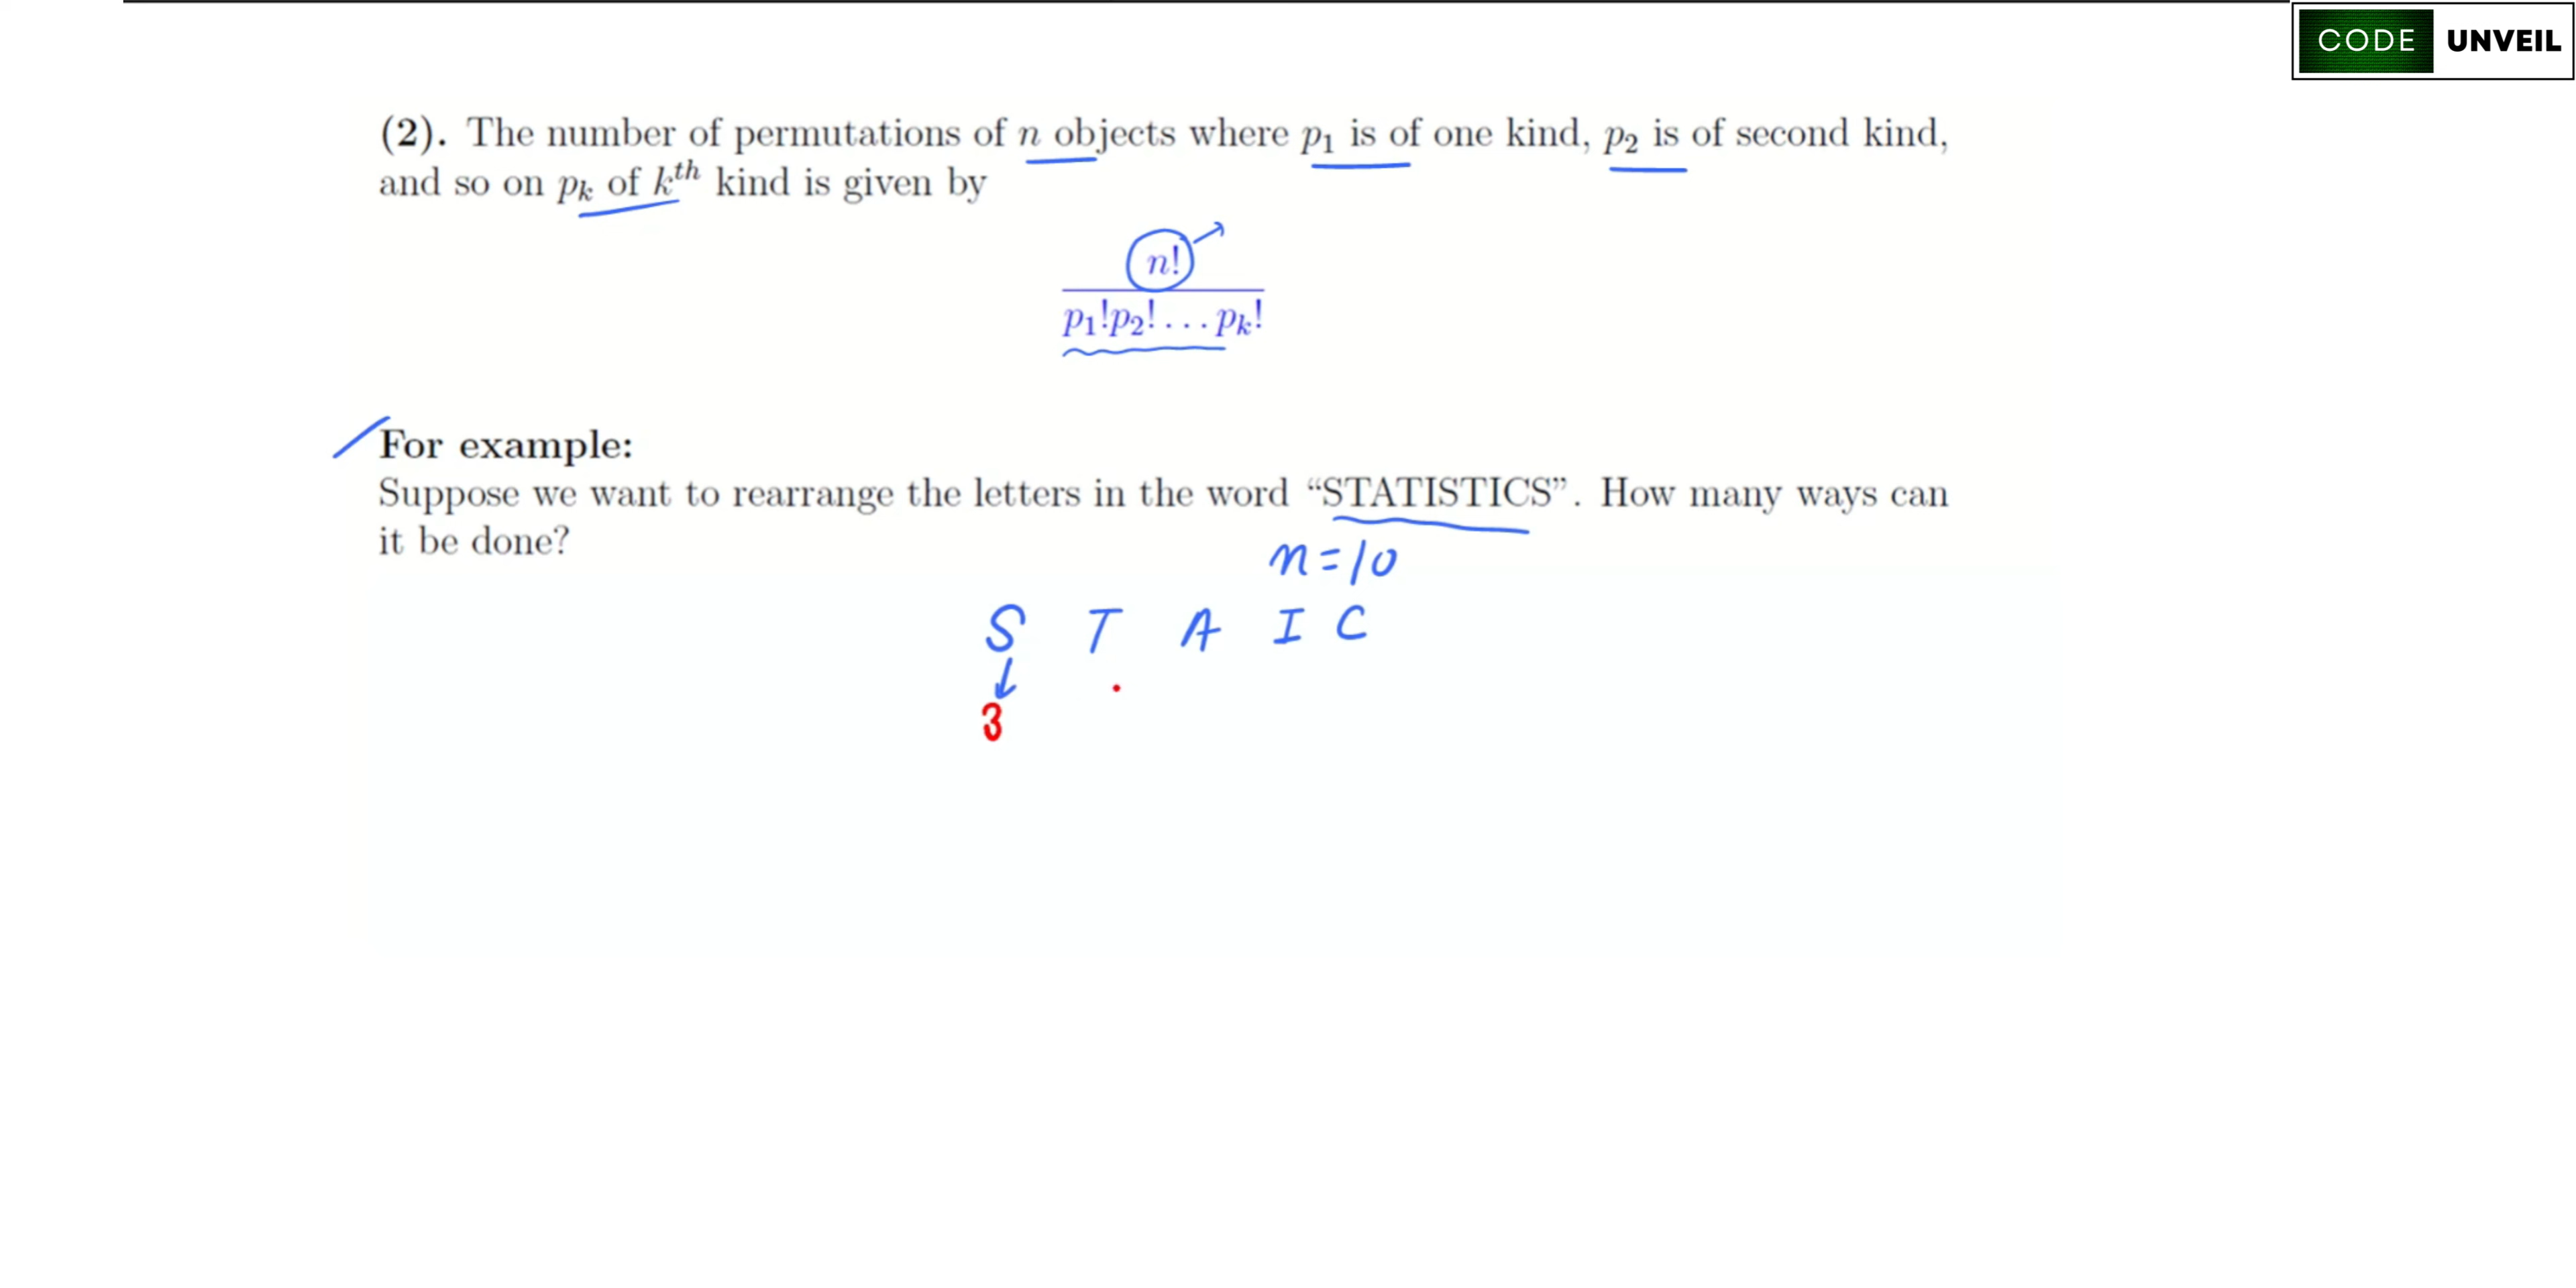 CODE UNVEIL
(2). The number of permutations of n objects where p₁ is of one kind, p₂ is of second kind,
and so on pₖ of kᵗʰ kind is given by
n!
p₁!p₂! . . . pₖ!
For example:
Suppose we want to rearrange the letters in the word “STATISTICS”. How many ways can
it be done?
n=10
S T A I C
3